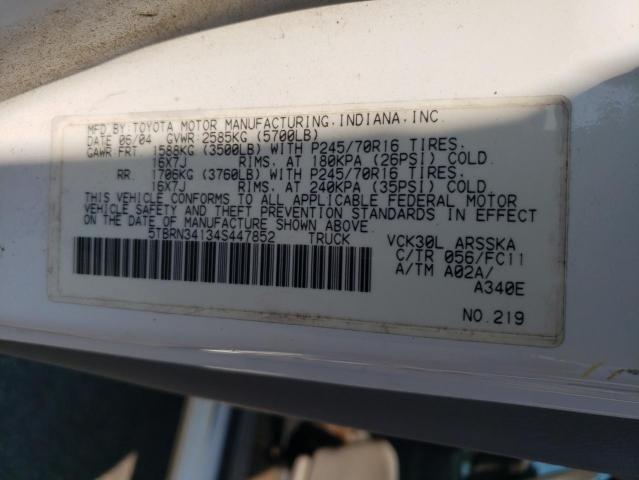 MFD.BY:TOYOTA MOTOR MANUFACTURING.INDIANA.INC
DATE 06/04 GVWR 2585KG (5700LB)
GAWR FRT. 1588KG (3500LB) WITH P245/70R16 TIRES.
16X7J RIMS. AT 180KPA (26PSI) COLD.
RR. 1706KG (3760LB) WITH P245/70R16 TIRES.
16X7J RIMS. AT 240KPA (35PSI) COLD.
THIS VEHICLE CONFORMS TO ALL APPLICABLE FEDERAL MOTOR
VEHICLE SAFETY AND THEFT PREVENTION STANDARDS IN EFFECT
ON THE DATE OF MANUFACTURE SHOWN ABOVE.
5TBRN34134S447852 TRUCK
VCK30L ARSSKA
C/TR 056/FC11
A/TM A02A/
A340E
NO.219